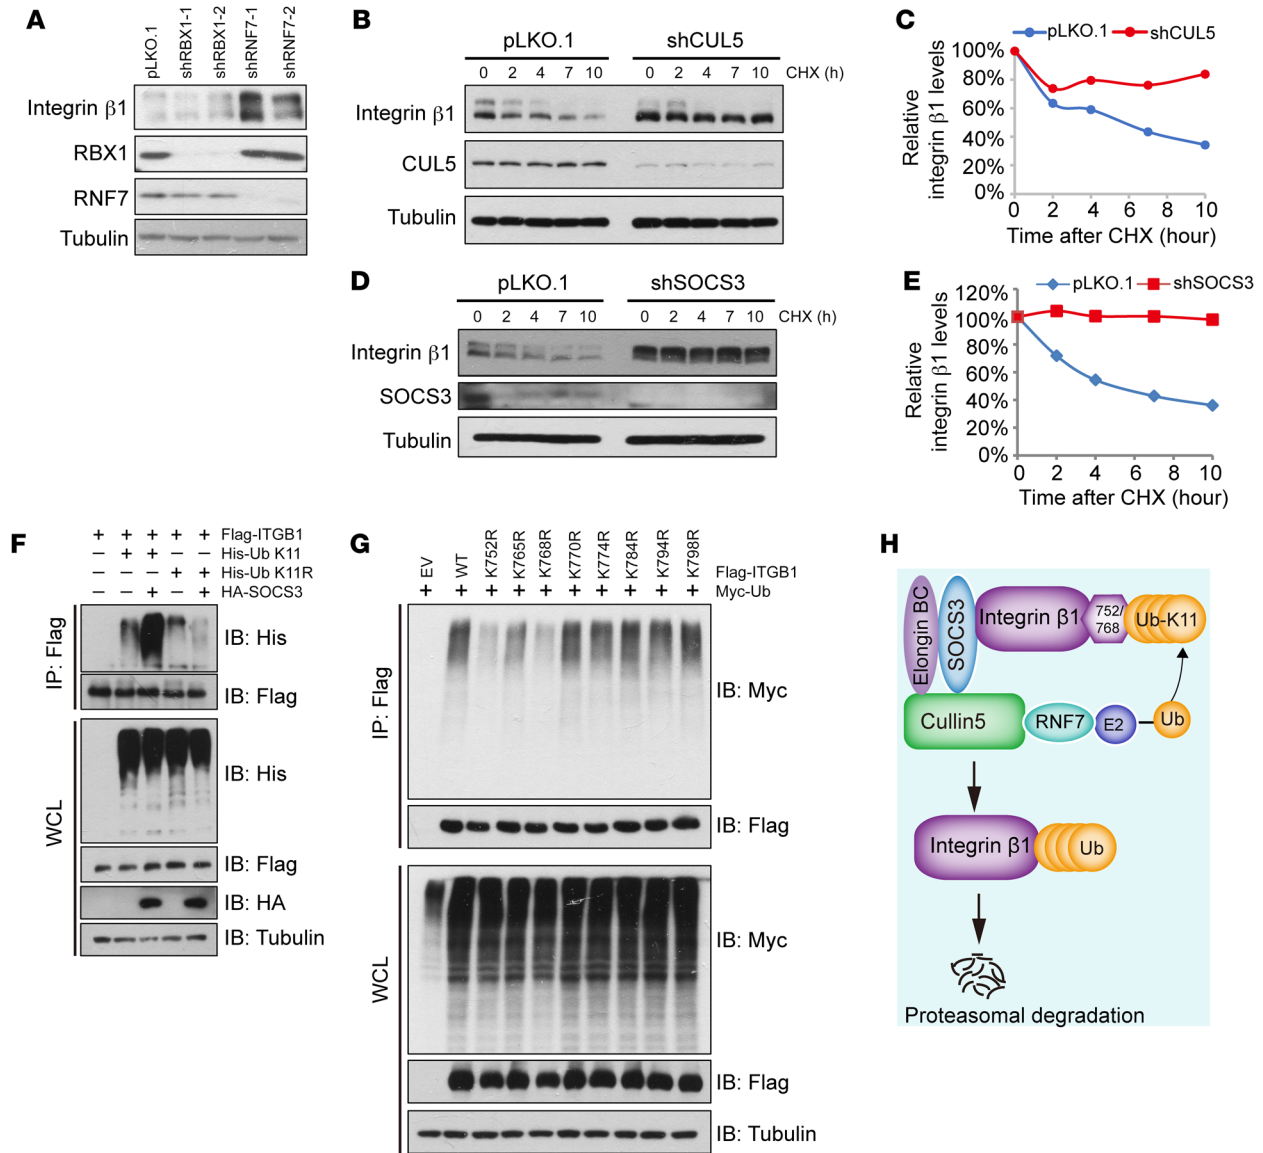 A
pLKO.1
shRBX1-1
shRBX1-2
shRNF7-1
shRNF7-2
Integrin β1
RBX1
RNF7
Tubulin
B
pLKO.1 shCUL5
0 2 4 7 10 0 2 4 7 10 CHX (h)
Integrin β1
CUL5
Tubulin
C
pLKO.1 shCUL5
Relative
integrin β1 levels
100%
80%
60%
40%
20%
0%
0 2 4 6 8 10
Time after CHX (hour)
D
pLKO.1 shSOCS3
0 2 4 7 10 0 2 4 7 10 CHX (h)
Integrin β1
SOCS3
Tubulin
E
pLKO.1 shSOCS3
Relative
integrin β1 levels
120%
100%
80%
60%
40%
20%
0%
0 2 4 6 8 10
Time after CHX (hour)
F
+ + + + + Flag-ITGB1
– + + – – His-Ub K11
– – – + + His-Ub K11R
– – + – + HA-SOCS3
IP: Flag
IB: His
IB: Flag
WCL
IB: His
IB: Flag
IB: HA
IB: Tubulin
G
EV
WT
K752R
K765R
K768R
K770R
K774R
K784R
K794R
K798R
Flag-ITGB1
+ + + + + + + + + + Myc-Ub
IP: Flag
IB: Myc
IB: Flag
WCL
IB: Myc
IB: Flag
IB: Tubulin
H
Elongin BC
SOCS3
Integrin β1
752/
768
Ub-K11
Cullin5
RNF7
E2
Ub
Integrin β1
Ub
Proteasomal degradation